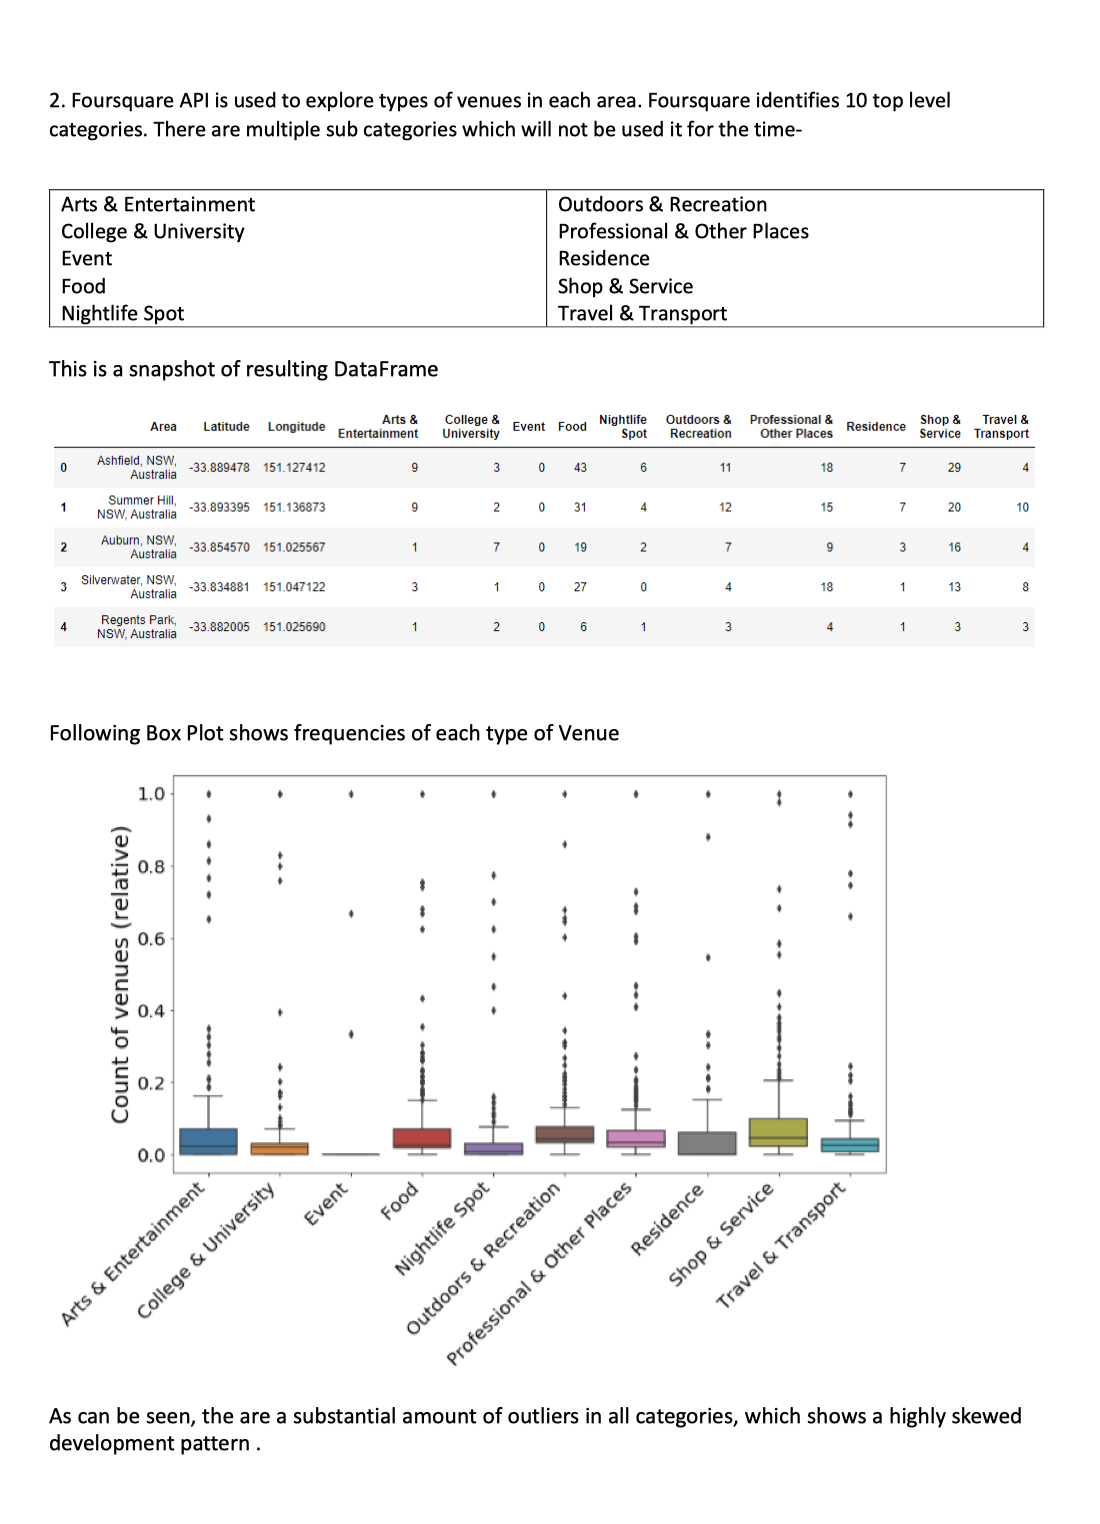 2. Foursquare API is used to explore types of venues in each area. Foursquare identifies 10 top level
categories. There are multiple sub categories which will not be used it for the time-
Arts & Entertainment
College & University
Event
Food
Nightlife Spot
Outdoors & Recreation
Professional & Other Places
Residence
Shop & Service
Travel & Transport
This is a snapshot of resulting DataFrame
Area Latitude Longitude Arts & Entertainment College & University Event Food Nightlife Spot Outdoors & Recreation Professional & Other Places Residence Shop & Service Travel & Transport
0 Ashfield, NSW, Australia -33.889478 151.127412 9 3 0 43 6 11 18 7 29 4
1 Summer Hill, NSW, Australia -33.893395 151.136873 9 2 0 31 4 12 15 7 20 10
2 Auburn, NSW, Australia -33.854570 151.025567 1 7 0 19 2 7 9 3 16 4
3 Silverwater, NSW, Australia -33.834881 151.047122 3 1 0 27 0 4 18 1 13 8
4 Regents Park, NSW, Australia -33.882005 151.025690 1 2 0 6 1 3 4 1 3 3
Following Box Plot shows frequencies of each type of Venue
Count of venues (relative)
1.0
0.8
0.6
0.4
0.2
0.0
Arts & Entertainment
College & University
Event
Food
Nightlife Spot
Outdoors & Recreation
Professional & Other Places
Residence
Shop & Service
Travel & Transport
As can be seen, the are a substantial amount of outliers in all categories, which shows a highly skewed
development pattern .